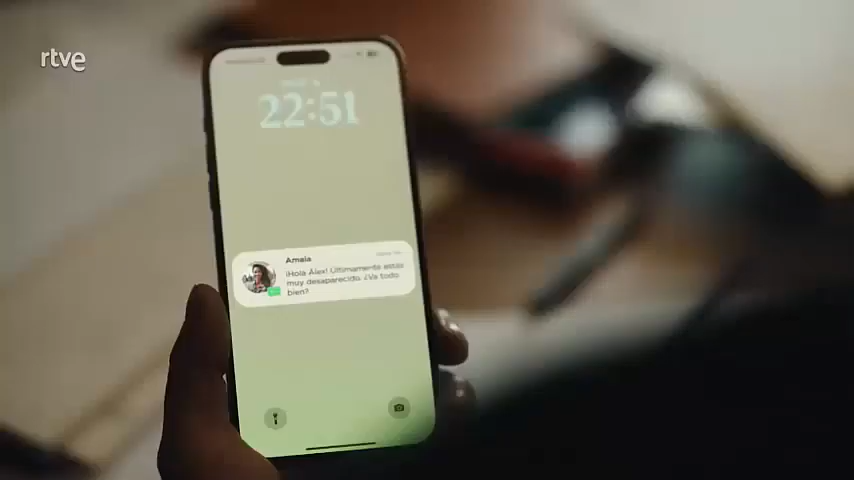 rtve
22:51
Amaia
¡Hola Álex! Últimamente estás
muy desaparecido. ¿Va todo
bien?